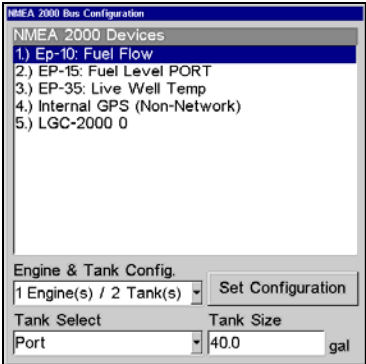 NMEA 2000 Bus Configuration
NMEA 2000 Devices
1.) Ep-10: Fuel Flow
2.) EP-15: Fuel Level PORT
3.) EP-35: Live Well Temp
4.) Internal GPS (Non-Network)
5.) LGC-2000 0
Engine & Tank Config.
1 Engine(s) / 2 Tank(s)
Set Configuration
Tank Select
Tank Size
Port
40.0
gal